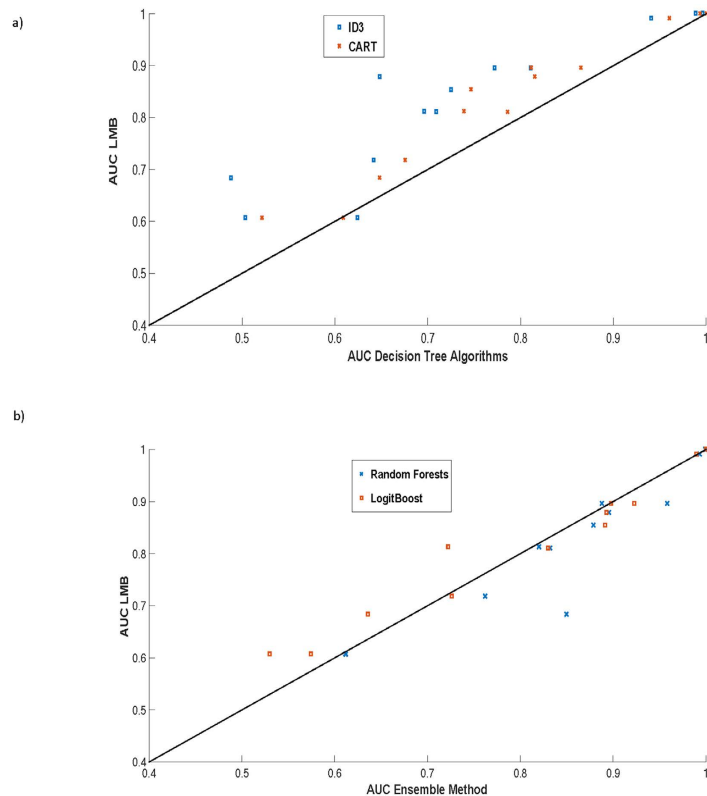 a)
ID3
CART
1
0.9
0.8
0.7
0.6
0.5
0.4
AUC LMB
0.4 0.5 0.6 0.7 0.8 0.9 1
AUC Decision Tree Algorithms
b)
Random Forests
LogitBoost
1
0.9
0.8
0.7
0.6
0.5
0.4
AUC LMB
0.4 0.5 0.6 0.7 0.8 0.9 1
AUC Ensemble Method